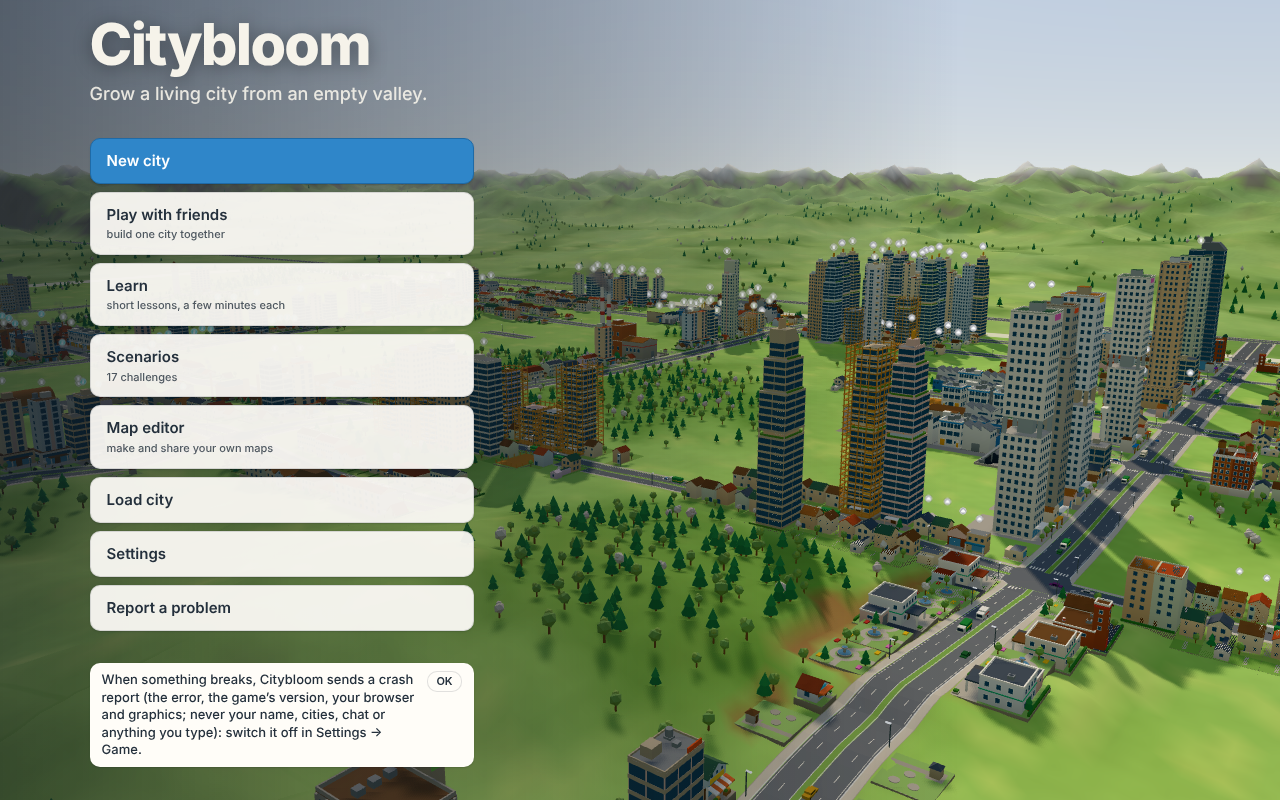 Citybloom
Grow a living city from an empty valley.
New city
Play with friends
build one city together
Learn
short lessons, a few minutes each
Scenarios
17 challenges
Map editor
make and share your own maps
Load city
Settings
Report a problem
When something breaks, Citybloom sends a crash
report (the error, the game's version, your browser
and graphics; never your name, cities, chat or
anything you type): switch it off in Settings →
Game.
OK